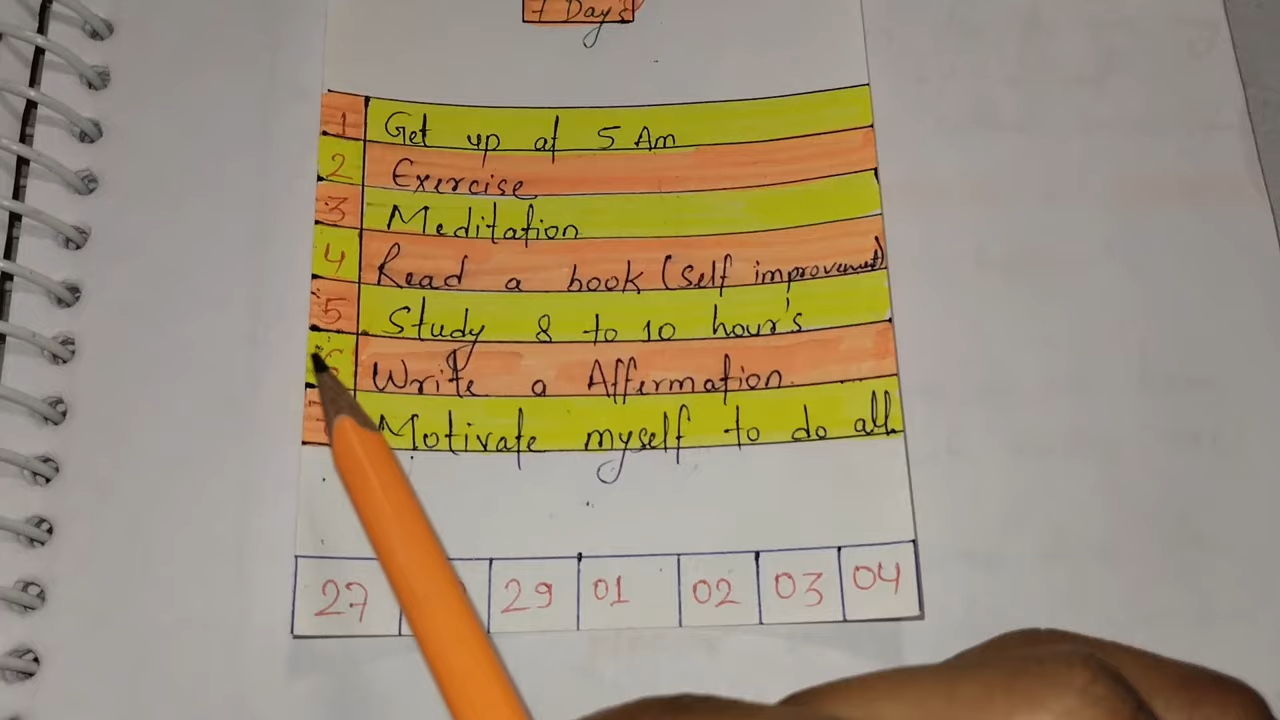 7 Days
1 Get up at 5 Am
2 Exercise
3 Meditation
4 Read a book (Self improvement)
5 Study 8 to 10 hour's
6 Write a Affermation.
Motivate myself to do all.
27 29 01 02 03 04